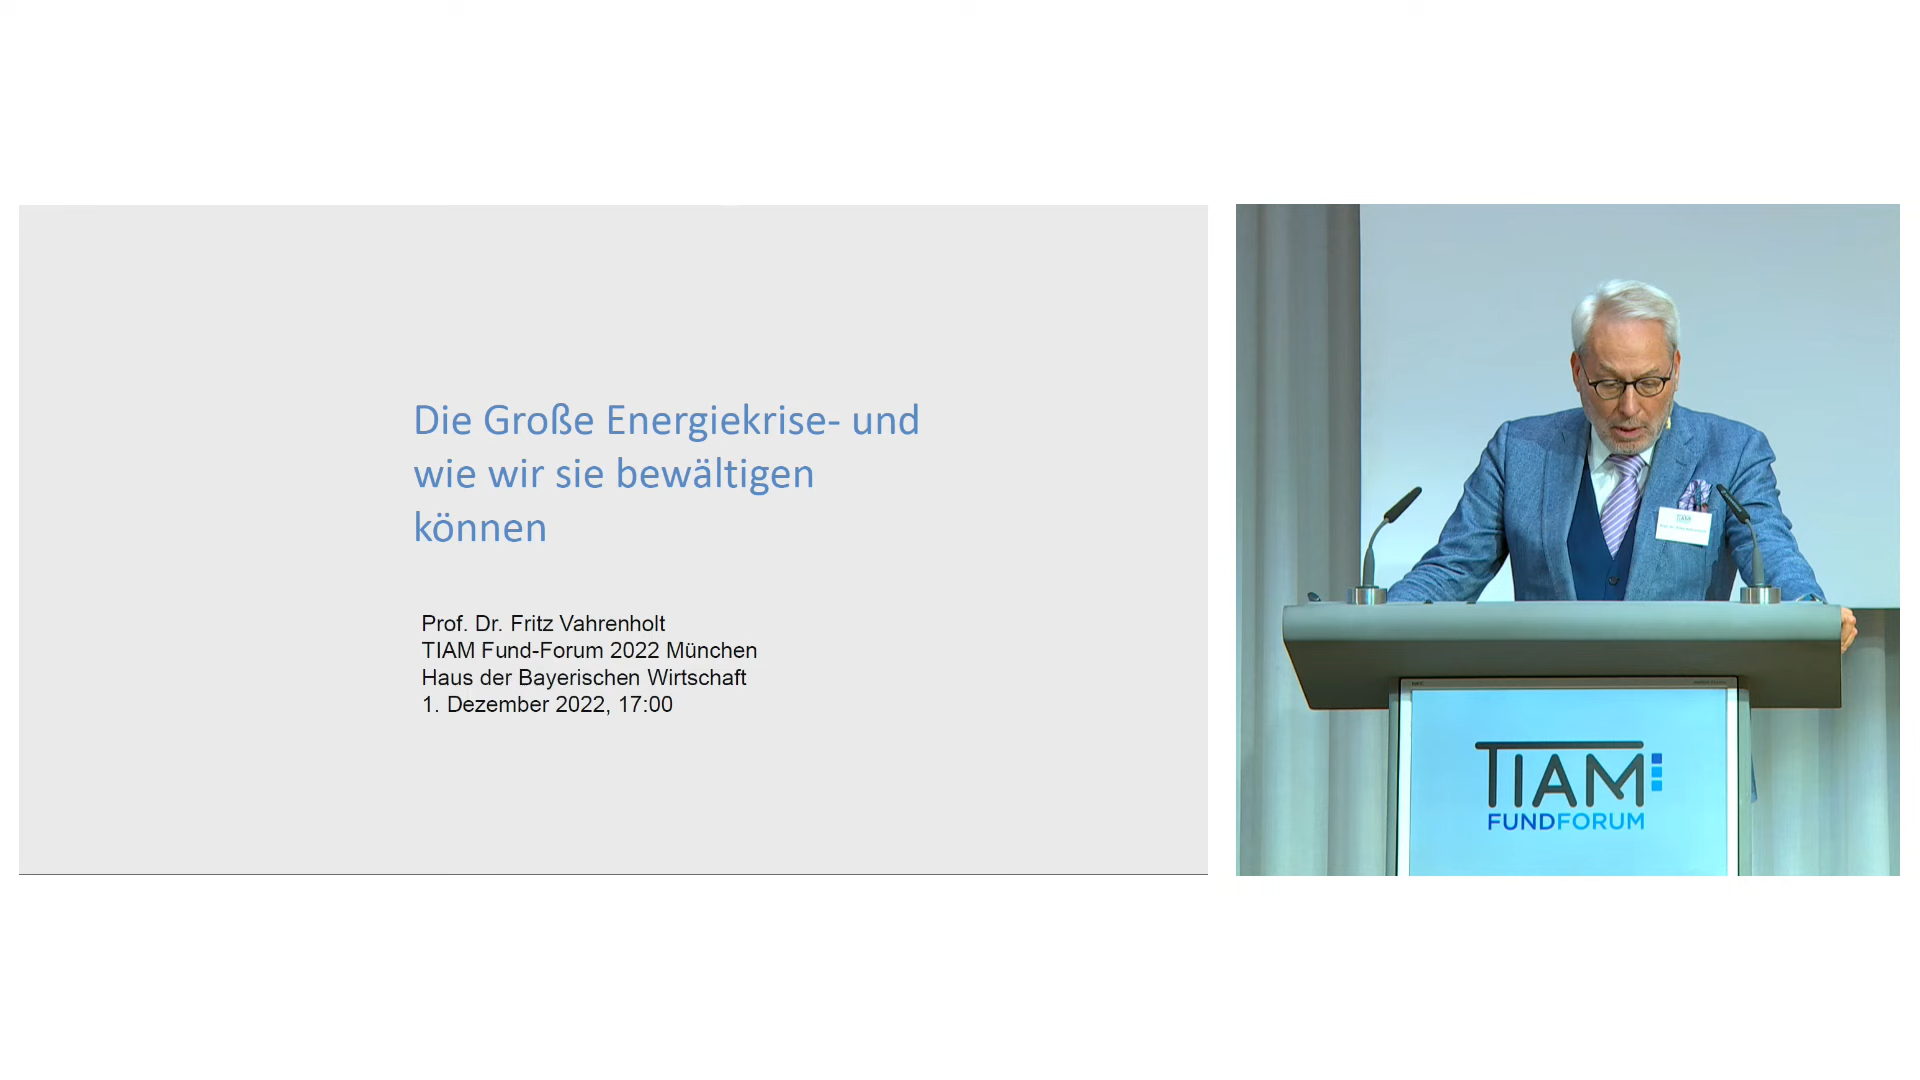 Die Große Energiekrise- und
wie wir sie bewältigen
können
Prof. Dr. Fritz Vahrenholt
TIAM Fund-Forum 2022 München
Haus der Bayerischen Wirtschaft
1. Dezember 2022, 17:00
TIAM
TIAM
FUNDFORUM